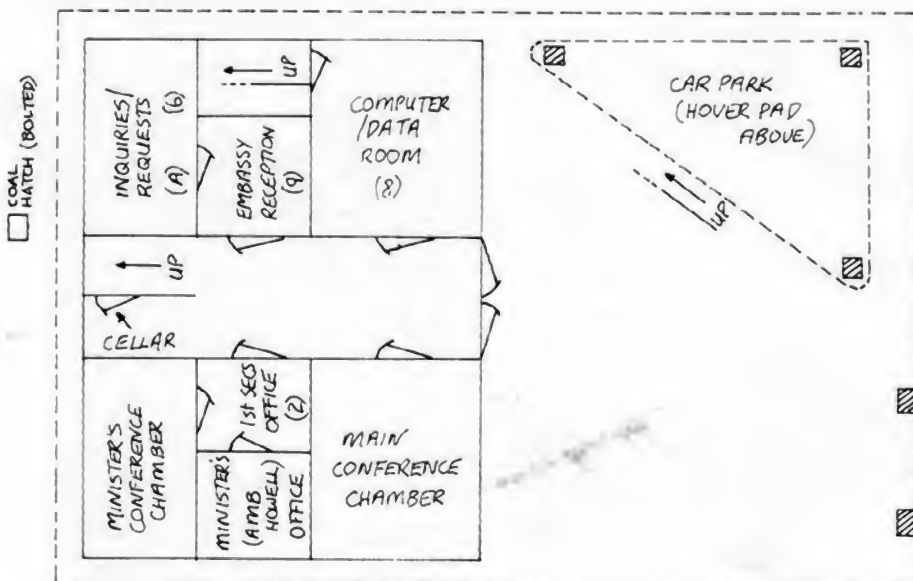 COAL
HATCH (BOLTED)
INQUIRIES/
REQUESTS
(A) (6)
UP
EMBASSY
RECEPTION
(9)
COMPUTER
/DATA
ROOM
(8)
CAR PARK
(HOVER PAD
ABOVE)
UP
UP
CELLAR
MINISTER'S
CONFERENCE
CHAMBER
1st SECS
OFFICE
(2)
MINISTER'S
(AMB.
HOWELL)
OFFICE
MAIN
CONFERENCE
CHAMBER